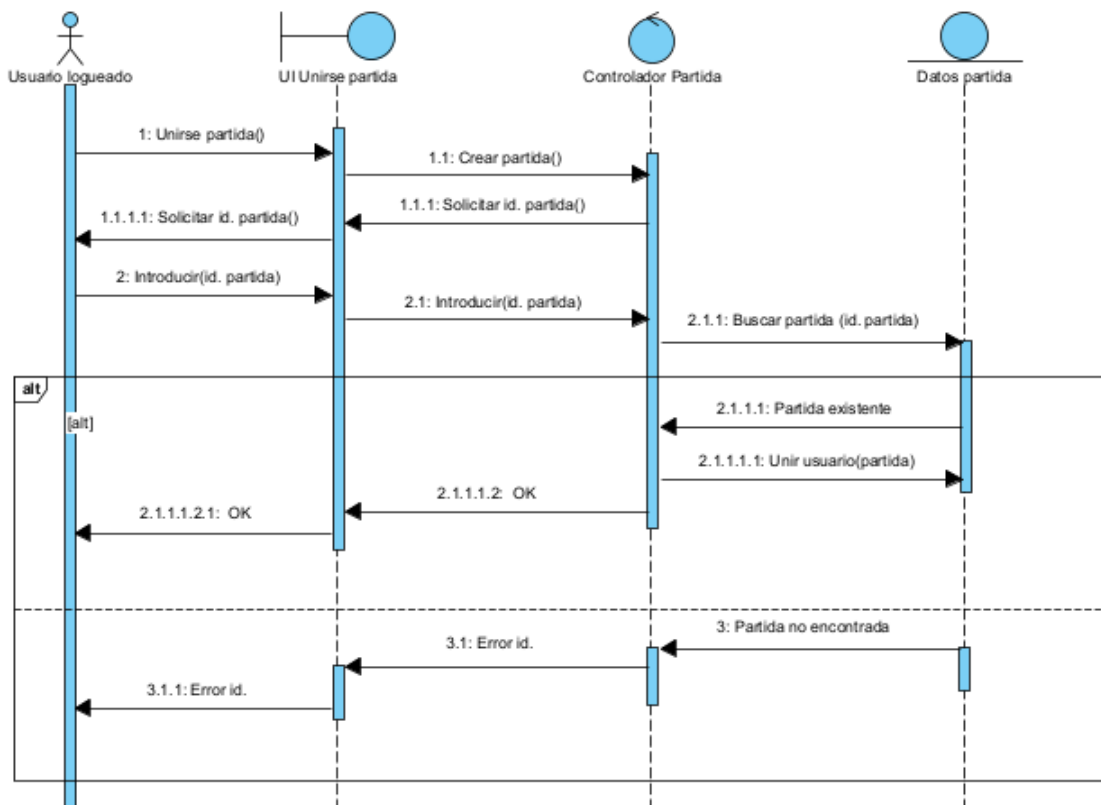 Usuario logueado
UI Unirse partida
Controlador Partida
Datos partida
1: Unirse partida()
1.1: Crear partida()
1.1.1: Solicitar id. partida()
1.1.1.1: Solicitar id. partida()
2: Introducir(id. partida)
2.1: Introducir(id. partida)
2.1.1: Buscar partida (id. partida)
alt
[alt]
2.1.1.1: Partida existente
2.1.1.1.1: Unir usuario(partida)
2.1.1.1.2: OK
2.1.1.1.2.1: OK
3: Partida no encontrada
3.1: Error id.
3.1.1: Error id.